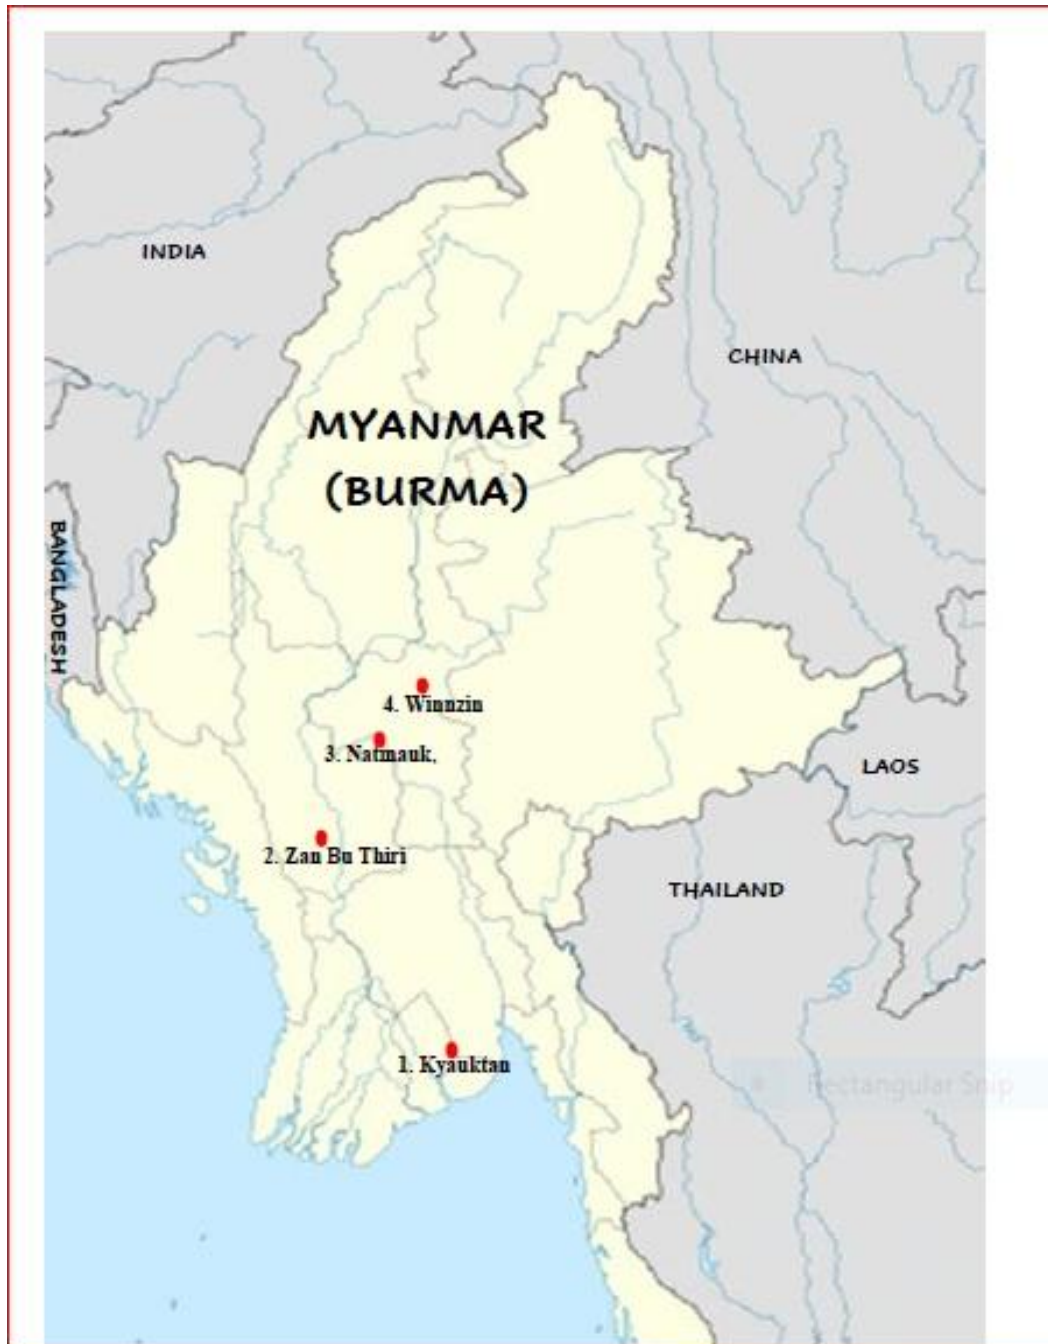 INDIA
CHINA
MYANMAR
(BURMA)
BANGLADESH
4. Winnzin
3. Natmauk,
LAOS
2. Zan Bu Thiri
THAILAND
1. Kyauktan
Rectangular Snip